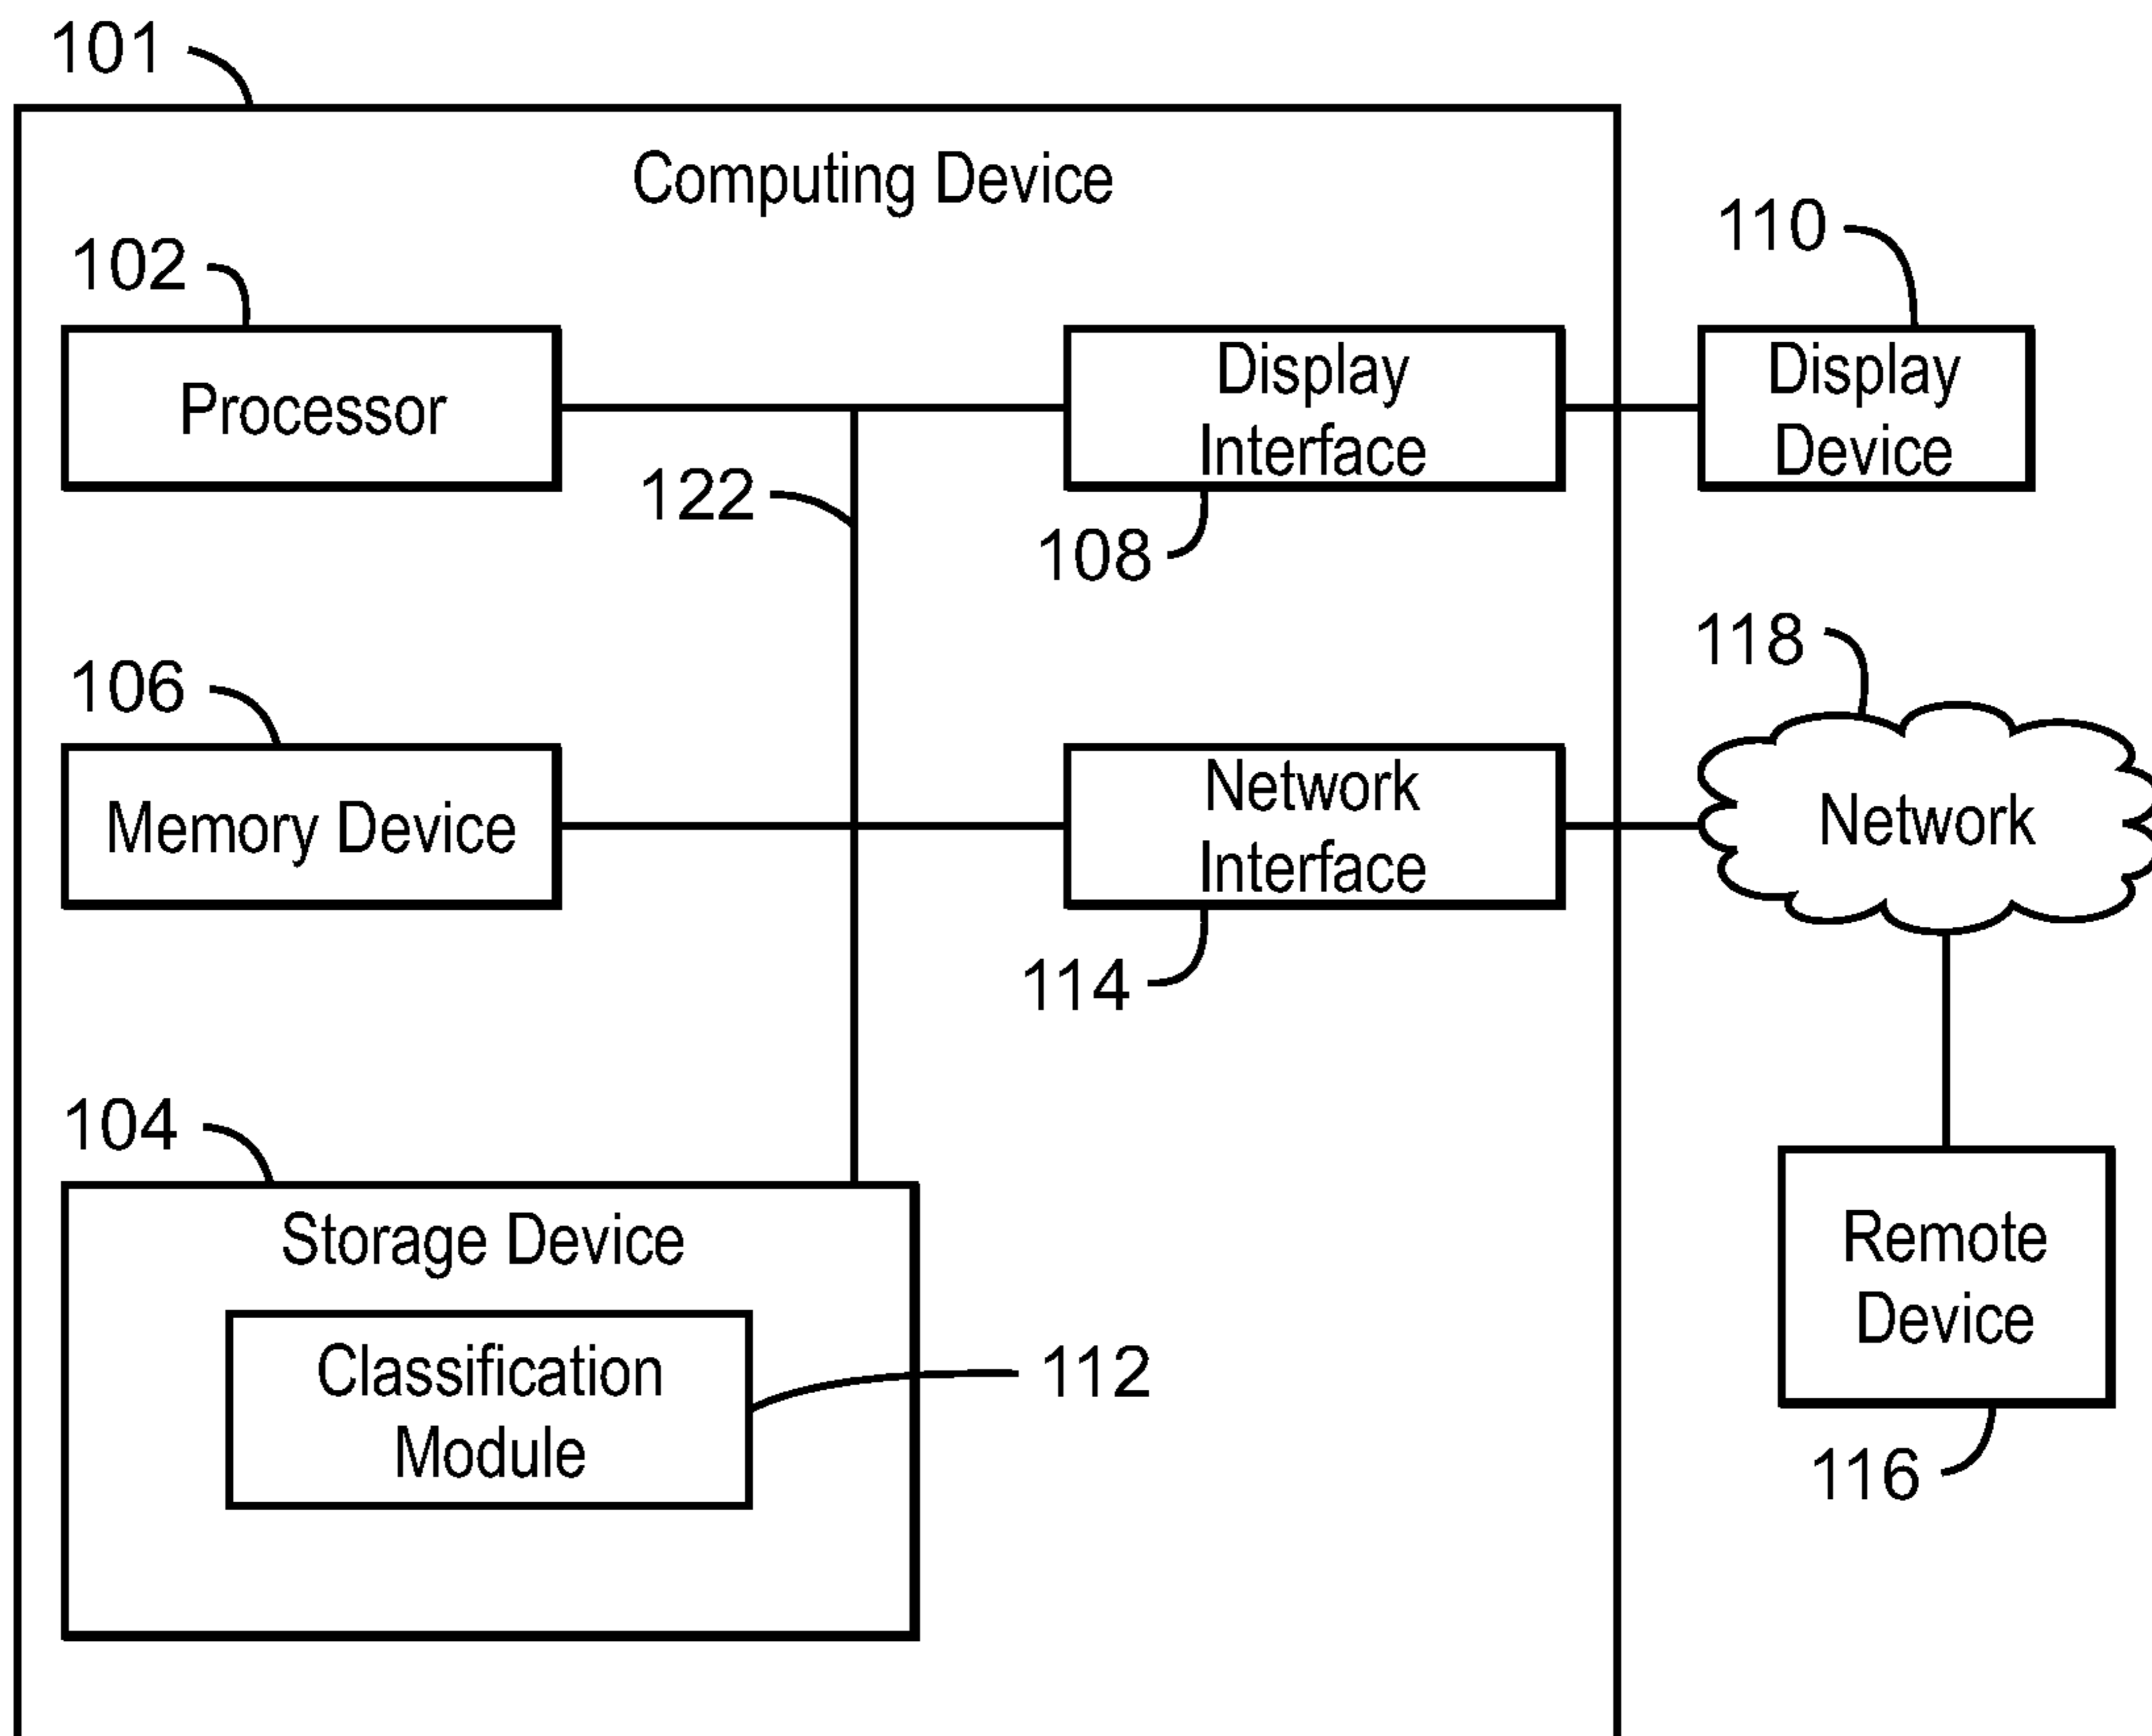 101
Computing Device
102
110
Processor
Display
Interface
Display
Device
122
108
106
118
Memory Device
Network
Interface
Network
114
104
Storage Device
Remote
Device
Classification
Module
112
116